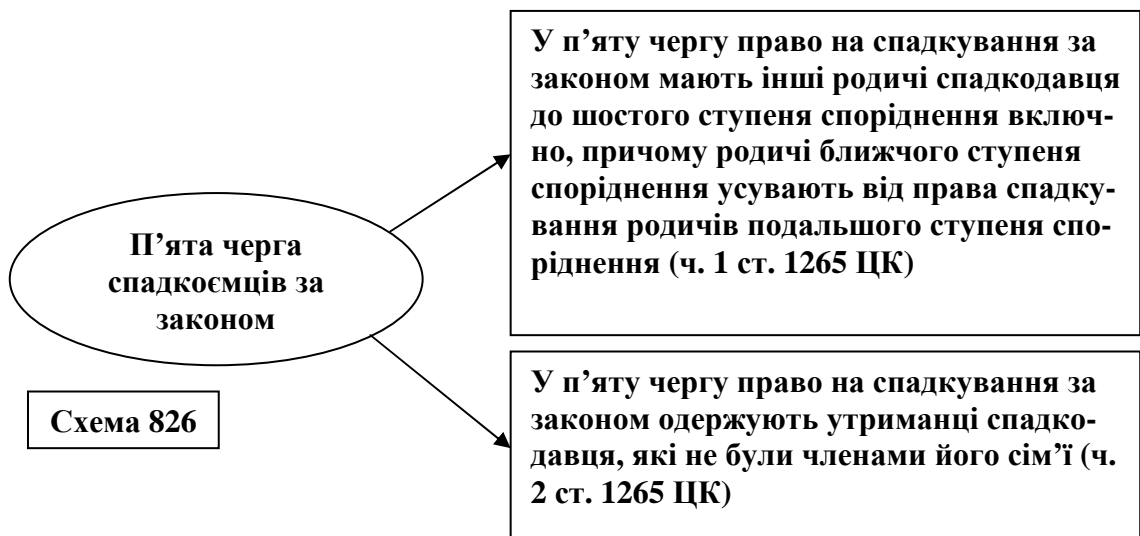 У п’яту чергу право на спадкування за
законом мають інші родичі спадкодавця
до шостого ступеня споріднення включ-
но, причому родичі ближчого ступеня
споріднення усувають від права спадку-
вання родичів подальшого ступеня спо-
ріднення (ч. 1 ст. 1265 ЦК)
П’ята черга
спадкоємців за
законом
Схема 826
У п’яту чергу право на спадкування за
законом одержують утриманці спадко-
давця, які не були членами його сім’ї (ч.
2 ст. 1265 ЦК)